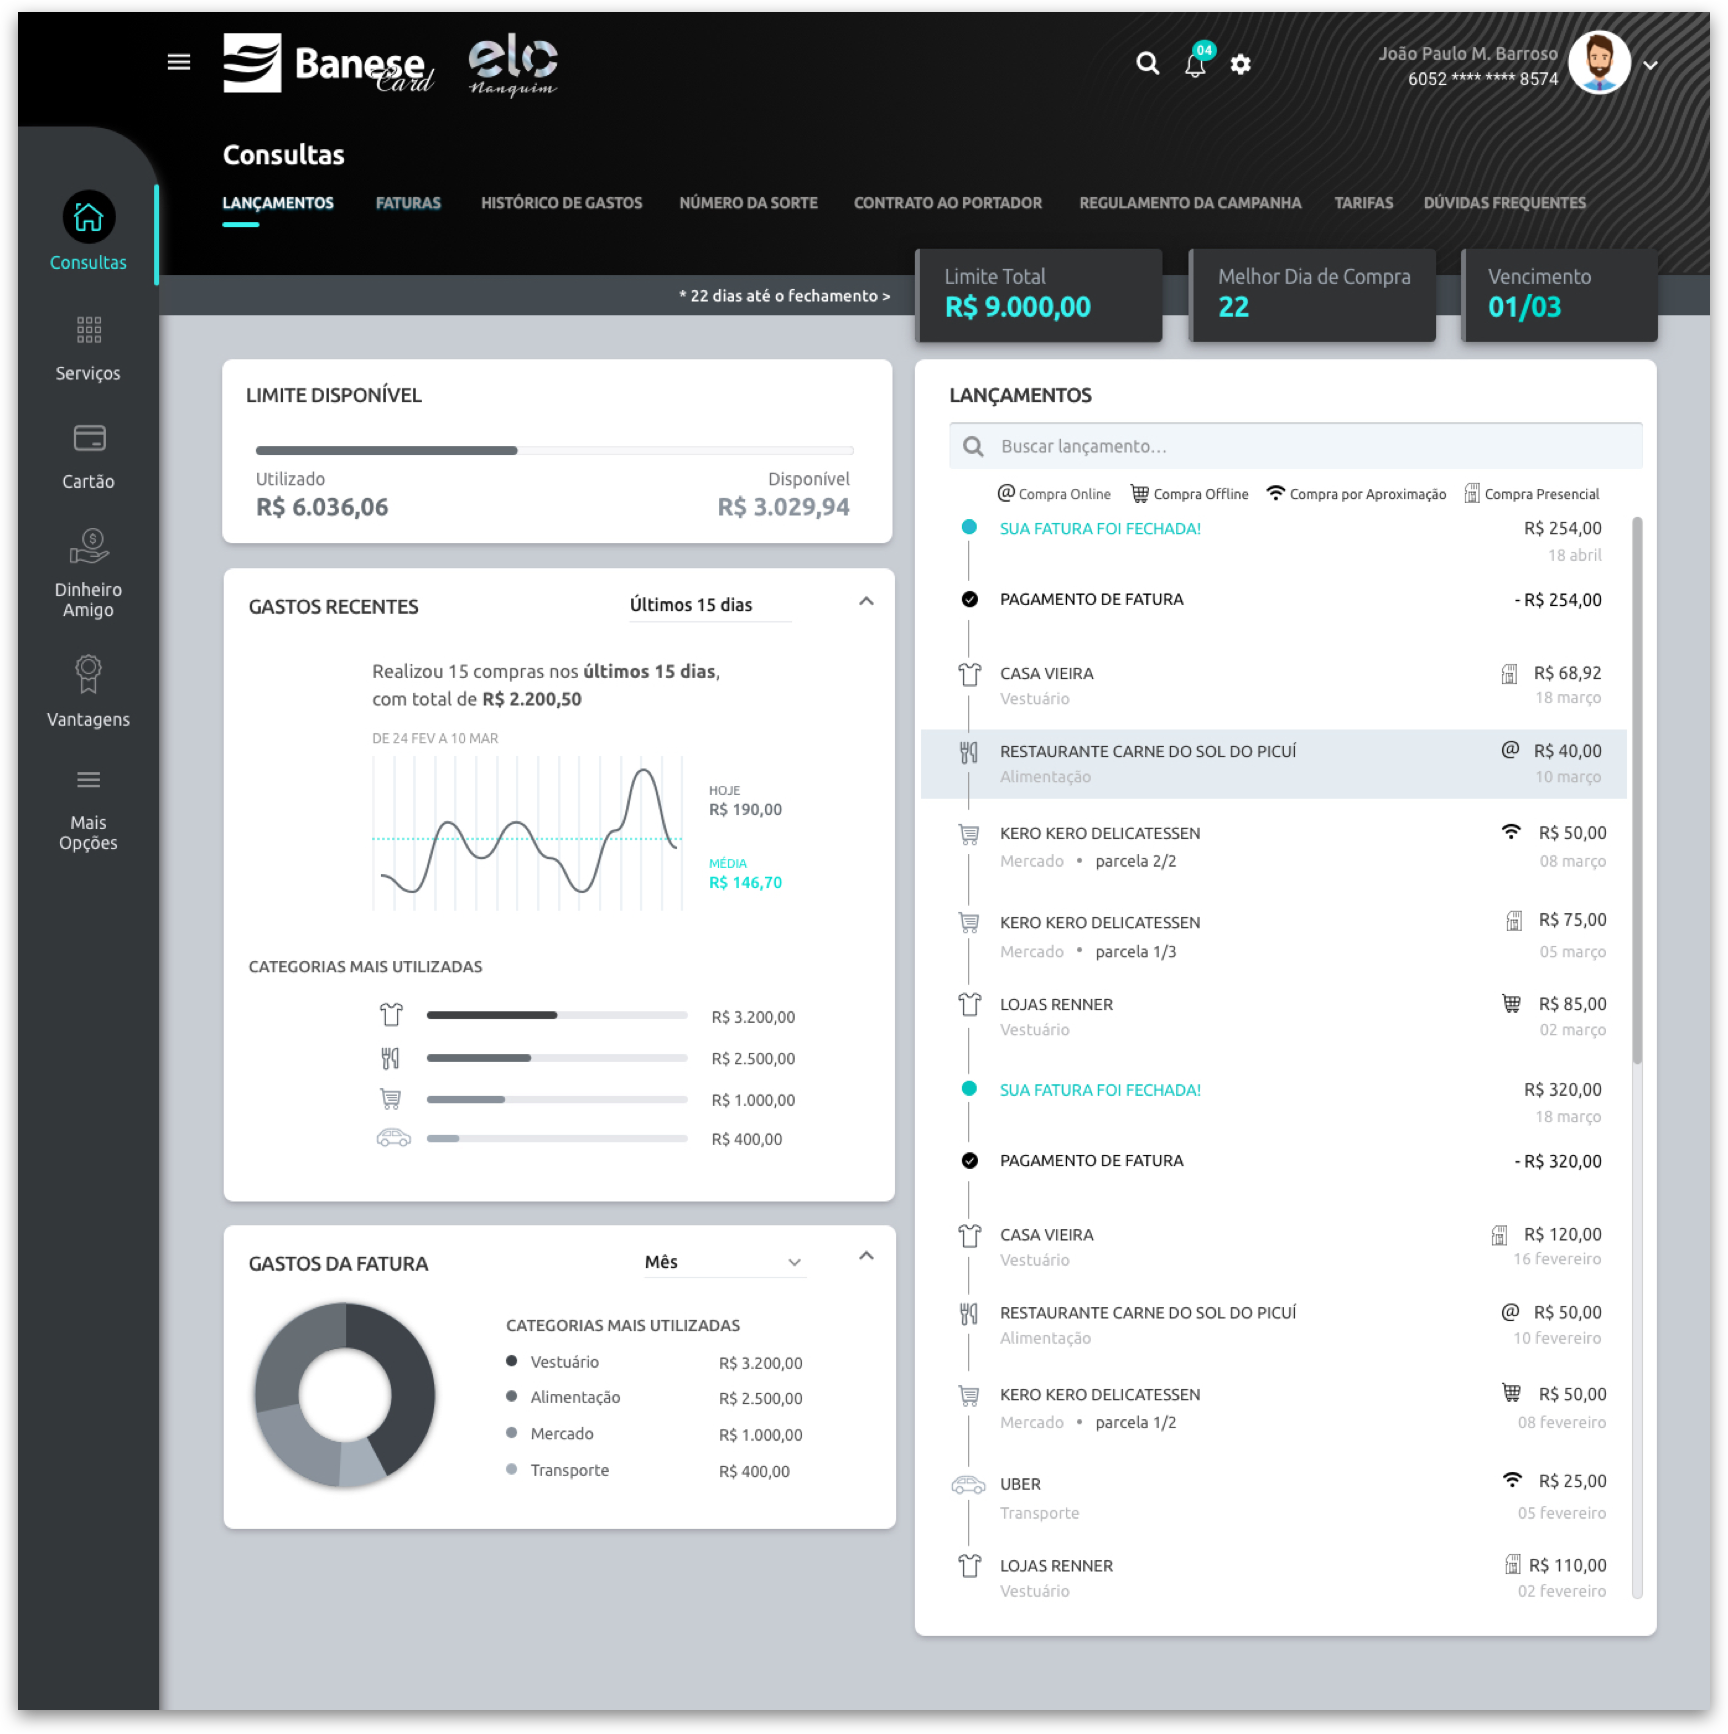 Banese
Card
elo
Nanquim
04
João Paulo M. Barroso
6052 **** **** 8574
Consultas
LANÇAMENTOS FATURAS HISTÓRICO DE GASTOS NÚMERO DA SORTE CONTRATO AO PORTADOR REGULAMENTO DA CAMPANHA TARIFAS DÚVIDAS FREQUENTES
Consultas
Serviços
Cartão
Dinheiro
Amigo
Vantagens
Mais
Opções
* 22 dias até o fechamento >
Limite Total
R$ 9.000,00
Melhor Dia de Compra
22
Vencimento
01/03
LIMITE DISPONÍVEL
Utilizado Disponível
R$ 6.036,06 R$ 3.029,94
GASTOS RECENTES Últimos 15 dias
Realizou 15 compras nos últimos 15 dias,
com total de R$ 2.200,50
DE 24 FEV A 10 MAR
HOJE
R$ 190,00
MÉDIA
R$ 146,70
CATEGORIAS MAIS UTILIZADAS
R$ 3.200,00
R$ 2.500,00
R$ 1.000,00
R$ 400,00
GASTOS DA FATURA Mês
CATEGORIAS MAIS UTILIZADAS
Vestuário R$ 3.200,00
Alimentação R$ 2.500,00
Mercado R$ 1.000,00
Transporte R$ 400,00
LANÇAMENTOS
Buscar lançamento...
@ Compra Online Compra Offline Compra por Aproximação Compra Presencial
SUA FATURA FOI FECHADA! R$ 254,00
18 abril
PAGAMENTO DE FATURA - R$ 254,00
CASA VIEIRA R$ 68,92
Vestuário 18 março
RESTAURANTE CARNE DO SOL DO PICUÍ @ R$ 40,00
Alimentação 10 março
KERO KERO DELICATESSEN R$ 50,00
Mercado • parcela 2/2 08 março
KERO KERO DELICATESSEN R$ 75,00
Mercado • parcela 1/3 05 março
LOJAS RENNER R$ 85,00
Vestuário 02 março
SUA FATURA FOI FECHADA! R$ 320,00
18 março
PAGAMENTO DE FATURA - R$ 320,00
CASA VIEIRA R$ 120,00
Vestuário 16 fevereiro
RESTAURANTE CARNE DO SOL DO PICUÍ @ R$ 50,00
Alimentação 10 fevereiro
KERO KERO DELICATESSEN R$ 50,00
Mercado • parcela 1/2 08 fevereiro
UBER R$ 25,00
Transporte 05 fevereiro
LOJAS RENNER R$ 110,00
Vestuário 02 fevereiro